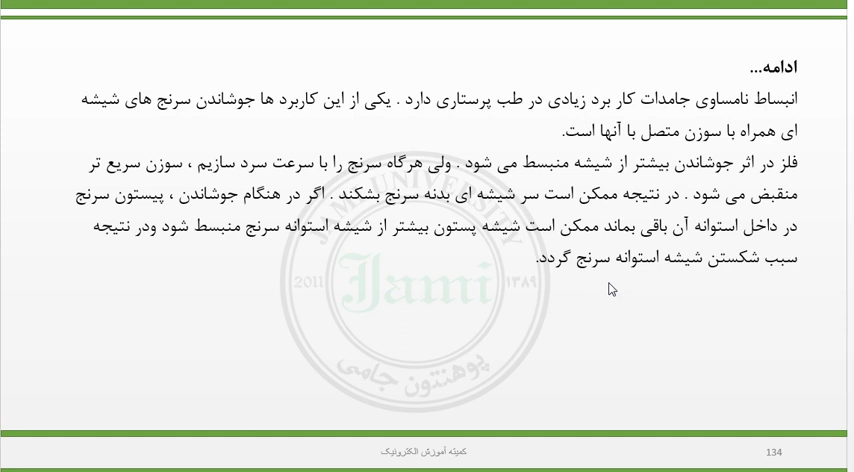 ادامه...
انبساط نامساوی جامدات کار برد زیادی در طب پرستاری دارد . یکی از این کاربرد ها جوشاندن سرنج های شیشه
ای همراه با سوزن متصل با آنها است.
فلز در اثر جوشاندن بیشتر از شیشه منبسط می شود . ولی هرگاه سرنج را با سرعت سرد سازیم ، سوزن سریع تر
منقبض می شود . در نتیجه ممکن است سر شیشه ای بدنه سرنج بشکند . اگر در هنگام جوشاندن ، پیستون سرنج
در داخل استوانه آن باقی بماند ممکن است شیشه پستون بیشتر از شیشه استوانه سرنج منبسط شود ودر نتیجه
سبب شکستن شیشه استوانه سرنج گردد.
JAMI UNIVERSITY
2011
Jami
۱۳۸۹
پوهنتون جامی
کمیته آموزش الکترونیک
134